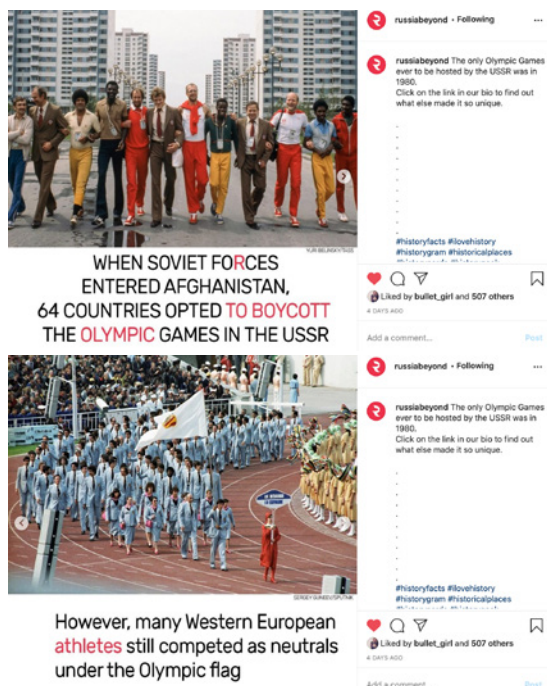 russiabeyond • Following
russiabeyond The only Olympic Games
ever to be hosted by the USSR was in
1980.
Click on the link in our bio to find out
what else made it so unique.
.
.
.
.
.
.
.
.
.
.
#historyfacts #ilovehistory
#historygram #historicalplaces
YURI BELINSKY/TASS
WHEN SOVIET FORCES
ENTERED AFGHANISTAN,
64 COUNTRIES OPTED TO BOYCOTT
THE OLYMPIC GAMES IN THE USSR
Liked by bullet_girl and 507 others
4 DAYS AGO
Add a comment...
Post
russiabeyond • Following
russiabeyond The only Olympic Games
ever to be hosted by the USSR was in
1980.
Click on the link in our bio to find out
what else made it so unique.
.
.
.
.
.
.
.
.
.
.
#historyfacts #ilovehistory
#historygram #historicalplaces
However, many Western European
athletes still competed as neutrals
under the Olympic flag
Liked by bullet_girl and 507 others
4 DAYS AGO
Add a comment...
Post